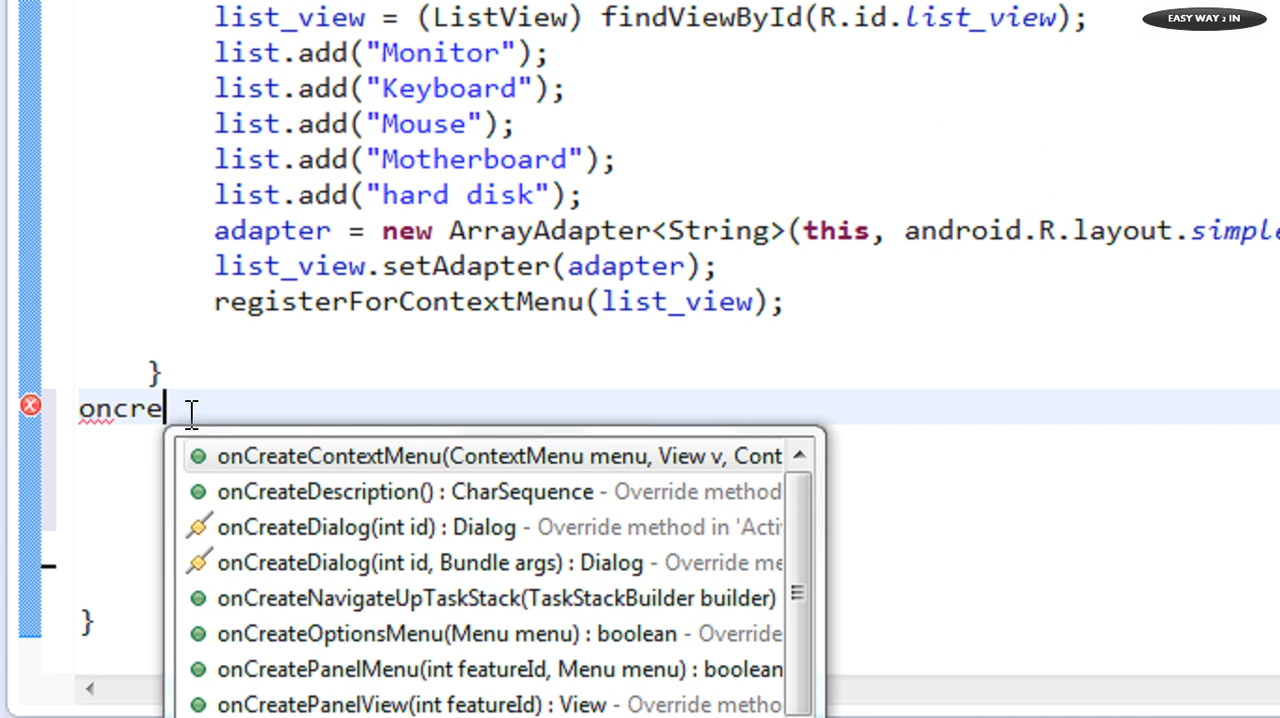 EASY WAY 2 IN
list_view = (ListView) findViewById(R.id.list_view);
list.add("Monitor");
list.add("Keyboard");
list.add("Mouse");
list.add("Motherboard");
list.add("hard disk");
adapter = new ArrayAdapter<String>(this, android.R.layout.simple
list_view.setAdapter(adapter);
registerForContextMenu(list_view);
}
oncre
onCreateContextMenu(ContextMenu menu, View v, Cont
onCreateDescription() : CharSequence - Override method
onCreateDialog(int id) : Dialog - Override method in 'Acti
onCreateDialog(int id, Bundle args) : Dialog - Override me
onCreateNavigateUpTaskStack(TaskStackBuilder builder)
onCreateOptionsMenu(Menu menu) : boolean - Override
onCreatePanelMenu(int featureId, Menu menu) : boolean
onCreatePanelView(int featureId) : View - Override metho
}